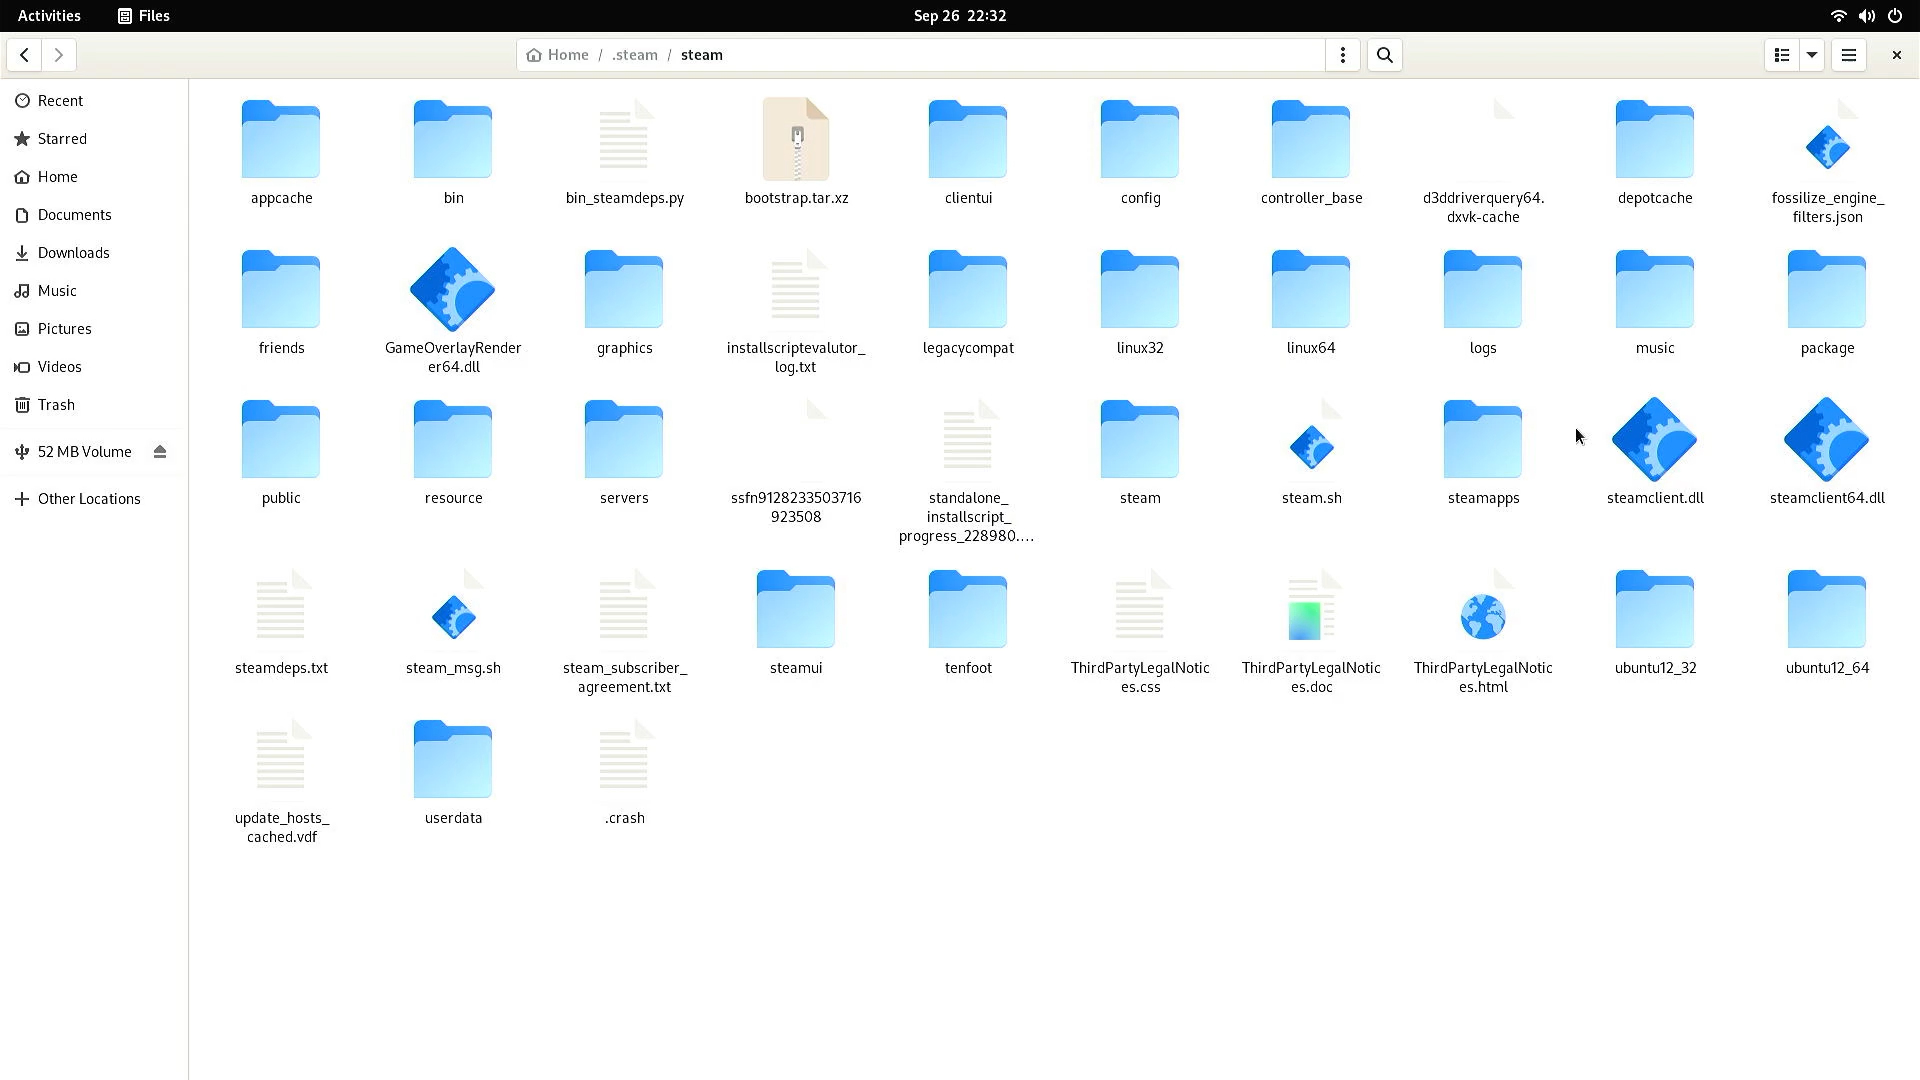 Activities
Files
Sep 26 22:32
Home / .steam / steam
Recent
Starred
Home
Documents
Downloads
Music
Pictures
Videos
Trash
52 MB Volume
Other Locations
appcache
bin
bin_steamdeps.py
bootstrap.tar.xz
clientui
config
controller_base
d3ddriverquery64.
dxvk-cache
depotcache
fossilize_engine_
filters.json
friends
GameOverlayRender
er64.dll
graphics
installscriptevalutor_
log.txt
legacycompat
linux32
linux64
logs
music
package
public
resource
servers
ssfn9128233503716
923508
standalone_
installscript_
progress_228980....
steam
steam.sh
steamapps
steamclient.dll
steamclient64.dll
steamdeps.txt
steam_msg.sh
steam_subscriber_
agreement.txt
steamui
tenfoot
ThirdPartyLegalNotic
es.css
ThirdPartyLegalNotic
es.doc
ThirdPartyLegalNotic
es.html
ubuntu12_32
ubuntu12_64
update_hosts_
cached.vdf
userdata
.crash